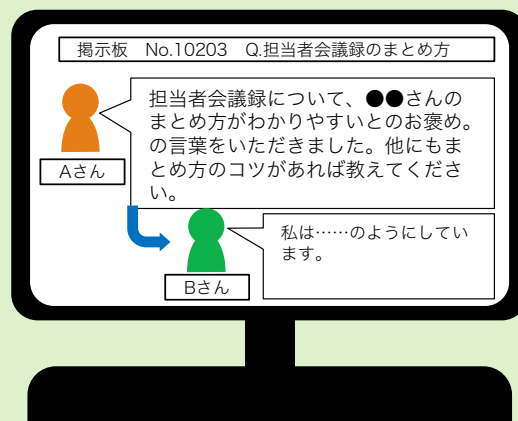 掲示板　No.10203　Q.担当者会議録のまとめ方
担当者会議録について、●●さんの
まとめ方がわかりやすいとのお褒め。
の言葉をいただきました。他にもま
とめ方のコツがあれば教えてくださ
い。
Aさん
私は……のようにしてい
ます。
Bさん